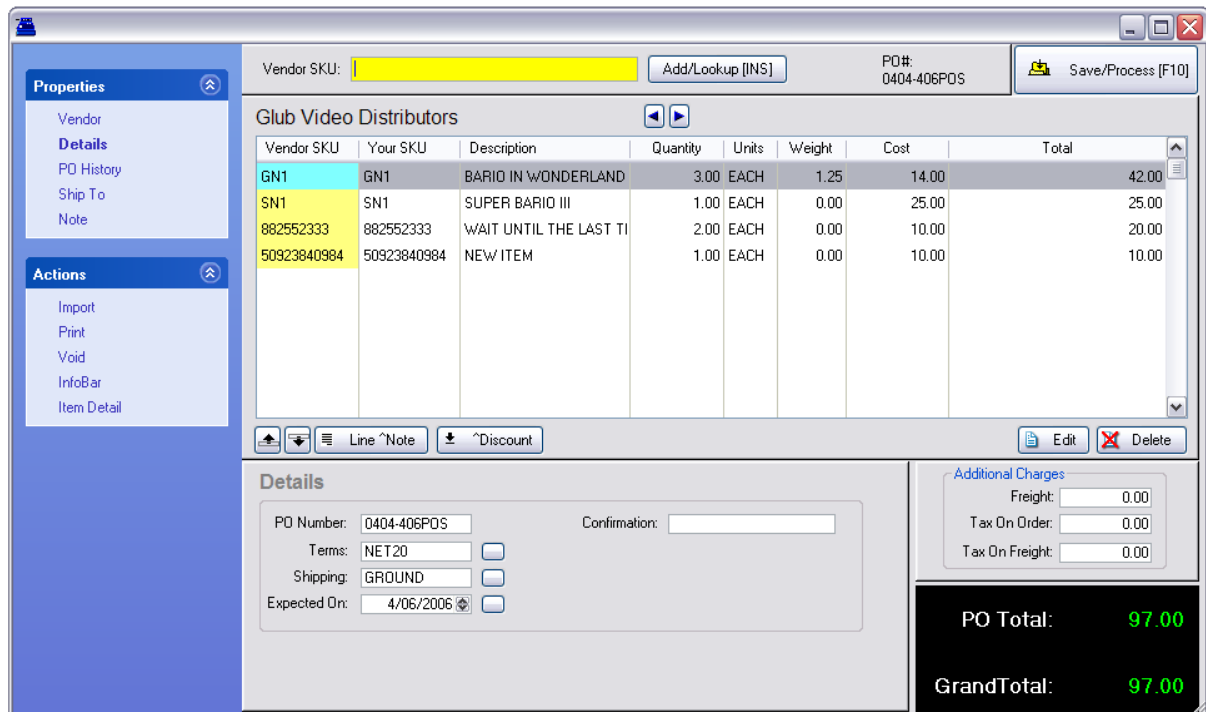 Vendor SKU: Add/Lookup [INS] PO#: 0404-406POS Save/Process [F10]
Properties
Vendor
Details
PO History
Ship To
Note
Actions
Import
Print
Void
InfoBar
Item Detail
Glub Video Distributors
Vendor SKU Your SKU Description Quantity Units Weight Cost Total
GN1 GN1 BARIO IN WONDERLAND 3.00 EACH 1.25 14.00 42.00
SN1 SN1 SUPER BARIO III 1.00 EACH 0.00 25.00 25.00
882552333 882552333 WAIT UNTIL THE LAST TI 2.00 EACH 0.00 10.00 20.00
50923840984 50923840984 NEW ITEM 1.00 EACH 0.00 10.00 10.00
Line ^Note ^Discount Edit Delete
Details
PO Number: 0404-406POS Confirmation:
Terms: NET20
Shipping: GROUND
Expected On: 4/06/2006
Additional Charges
Freight: 0.00
Tax On Order: 0.00
Tax On Freight: 0.00
PO Total: 97.00
GrandTotal: 97.00